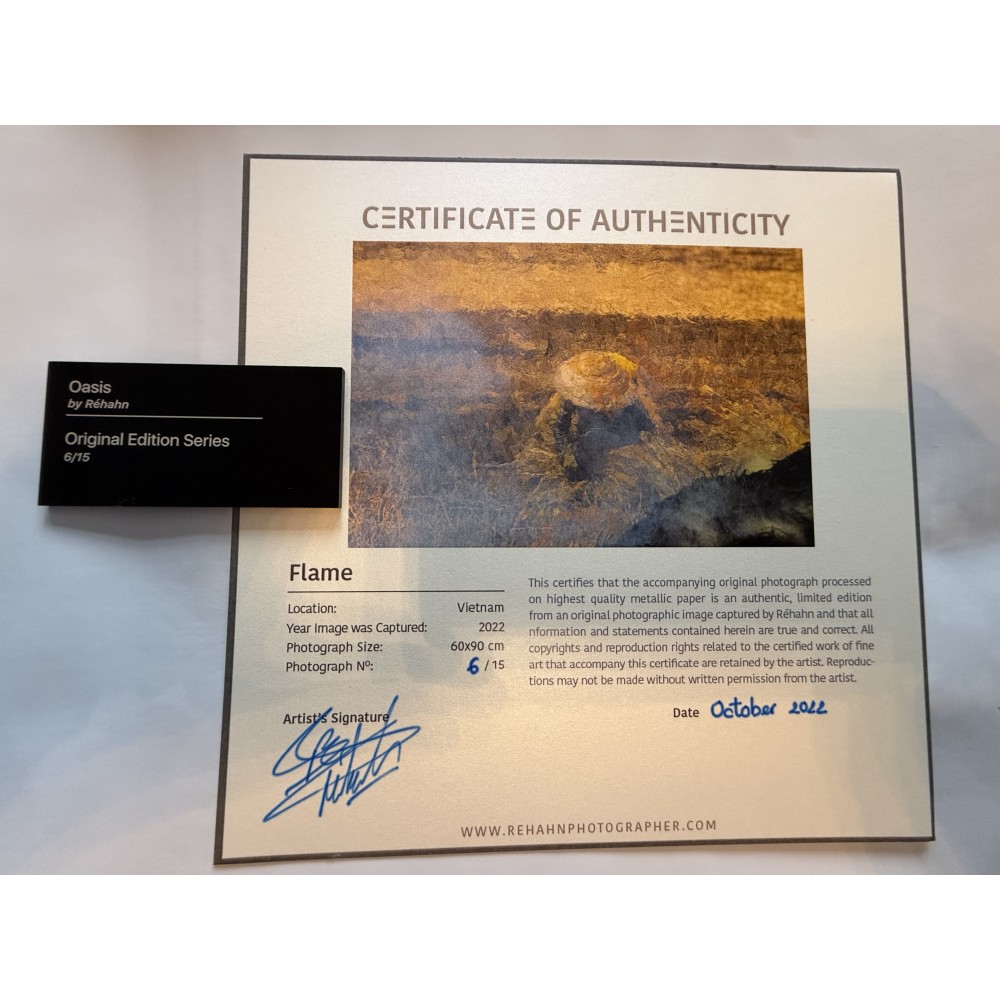 Oasis
by Réhahn
Original Edition Series
6/15
CERTIFICATE OF AUTHENTICITY
Flame
Location: Vietnam
Year Image was Captured: 2022
Photograph Size: 60x90 cm
Photograph Nº: 6 / 15
This certifies that the accompanying original photograph processed
on highest quality metallic paper is an authentic, limited edition
from an original photographic image captured by Réhahn and that all
nformation and statements contained herein are true and correct. All
copyrights and reproduction rights related to the certified work of fine
art that accompany this certificate are retained by the artist. Reproduc-
tions may not be made without written permission from the artist.
Artist's Signature
Date October 2022
WWW.REHAHNPHOTOGRAPHER.COM